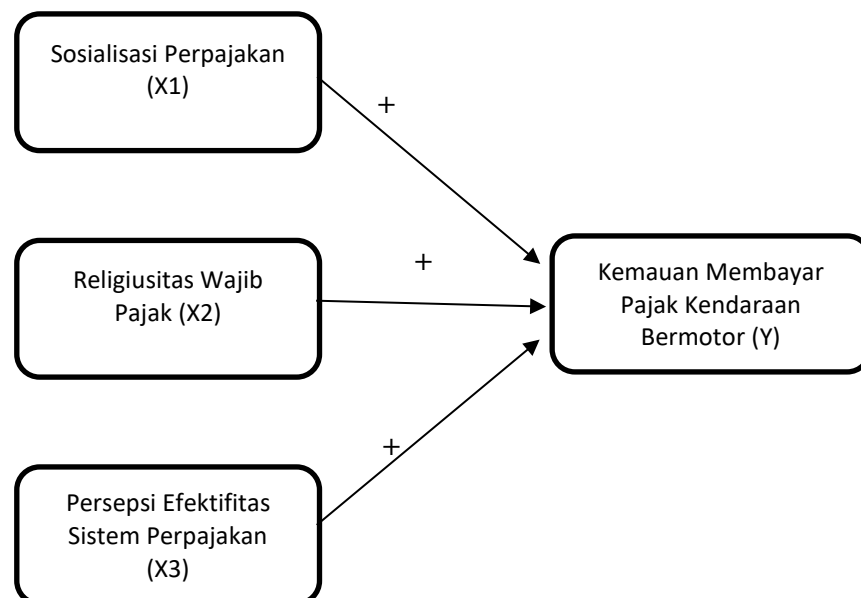 Sosialisasi Perpajakan
(X1)
+
Religiusitas Wajib
Pajak (X2)
+
Kemauan Membayar
Pajak Kendaraan
Bermotor (Y)
+
Persepsi Efektifitas
Sistem Perpajakan
(X3)